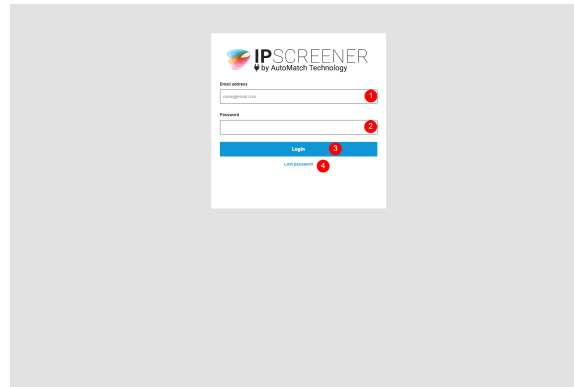 IPSCREENER
by AutoMatch Technology
Email address
name@email.com
1
Password
2
Login 3
Lost password 4